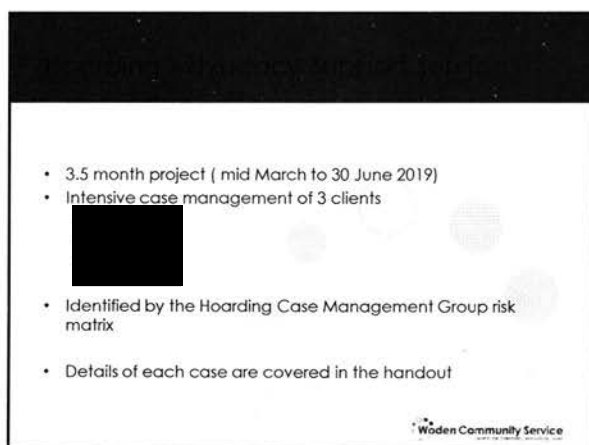 • 3.5 month project ( mid March to 30 June 2019)
• Intensive case management of 3 clients
• Identified by the Hoarding Case Management Group risk
matrix
• Details of each case are covered in the handout
Woden Community Service